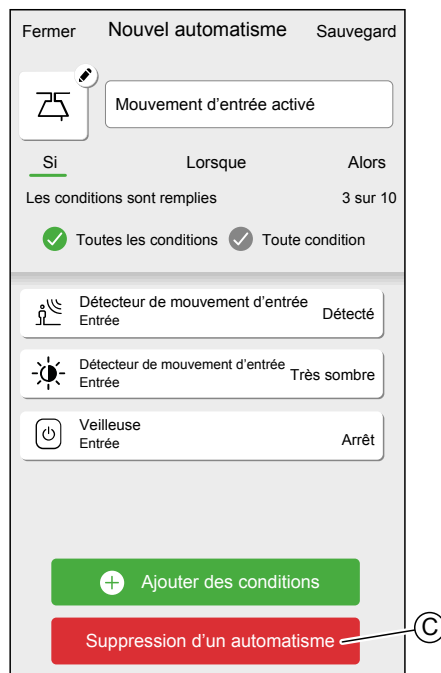 Fermer Nouvel automatisme Sauvegard
Mouvement d'entrée activé
Si Lorsque Alors
Les conditions sont remplies 3 sur 10
Toutes les conditions Toute condition
Détecteur de mouvement d'entrée
Entrée Détecté
Détecteur de mouvement d'entrée
Entrée Très sombre
Veilleuse
Entrée Arrêt
Ajouter des conditions
Suppression d'un automatisme C